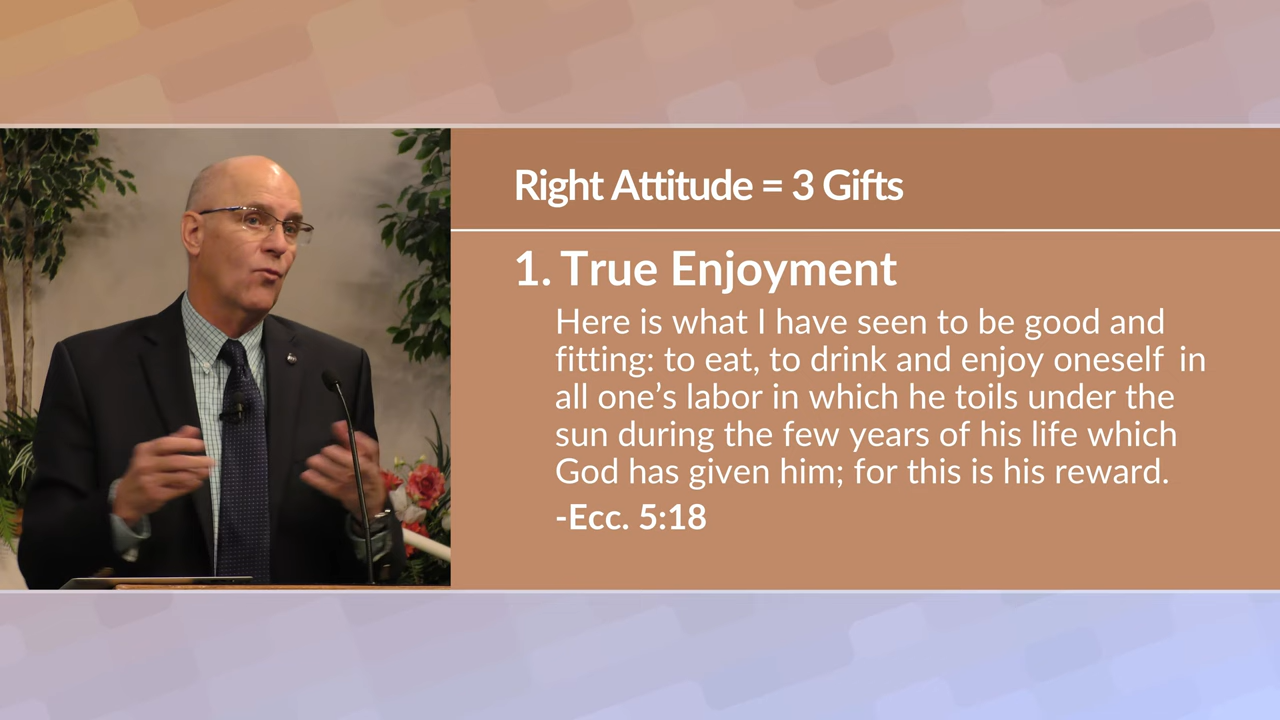 Right Attitude = 3 Gifts
1. True Enjoyment
Here is what I have seen to be good and
fitting: to eat, to drink and enjoy oneself in
all one’s labor in which he toils under the
sun during the few years of his life which
God has given him; for this is his reward.
-Ecc. 5:18